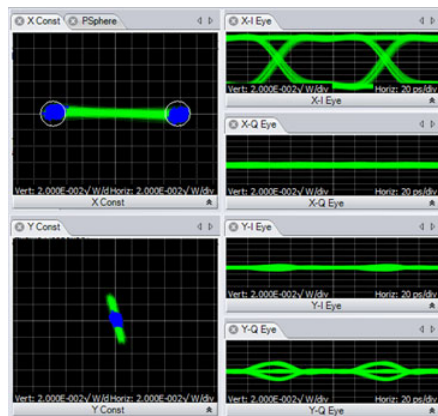 X Const
PSphere
Vert: 2.000E-002√W/d Horiz: 2.000E-002√W/div
X Const
Y Const
Vert: 2.000E-002√W/d Horiz: 2.000E-002√W/div
Y Const
X-I Eye
Vert: 2.000E-002√W/div Horiz: 20 ps/div
X-I Eye
X-Q Eye
Vert: 2.000E-002√W/div Horiz: 20 ps/div
X-Q Eye
Y-I Eye
Vert: 2.000E-002√W/div Horiz: 20 ps/div
Y-I Eye
Y-Q Eye
Vert: 2.000E-002√W/div Horiz: 20 ps/div
Y-Q Eye